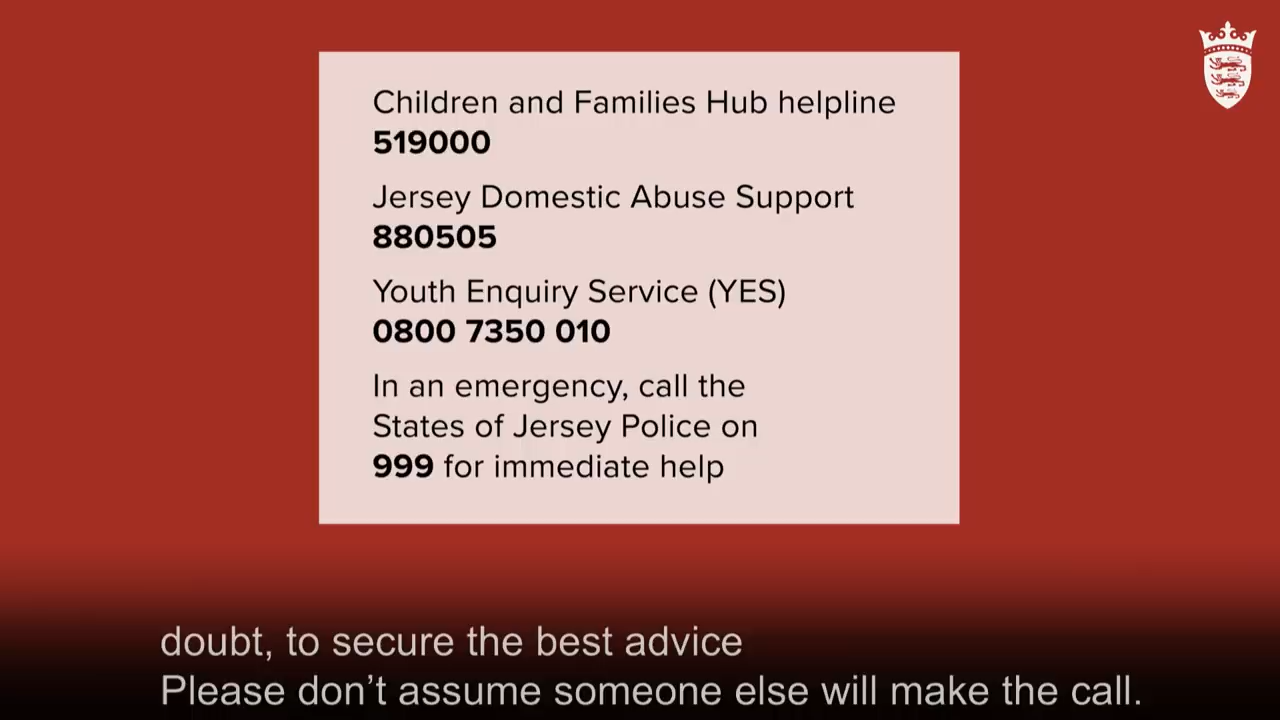 Children and Families Hub helpline
519000
Jersey Domestic Abuse Support
880505
Youth Enquiry Service (YES)
0800 7350 010
In an emergency, call the
States of Jersey Police on
999 for immediate help
doubt, to secure the best advice
Please don’t assume someone else will make the call.